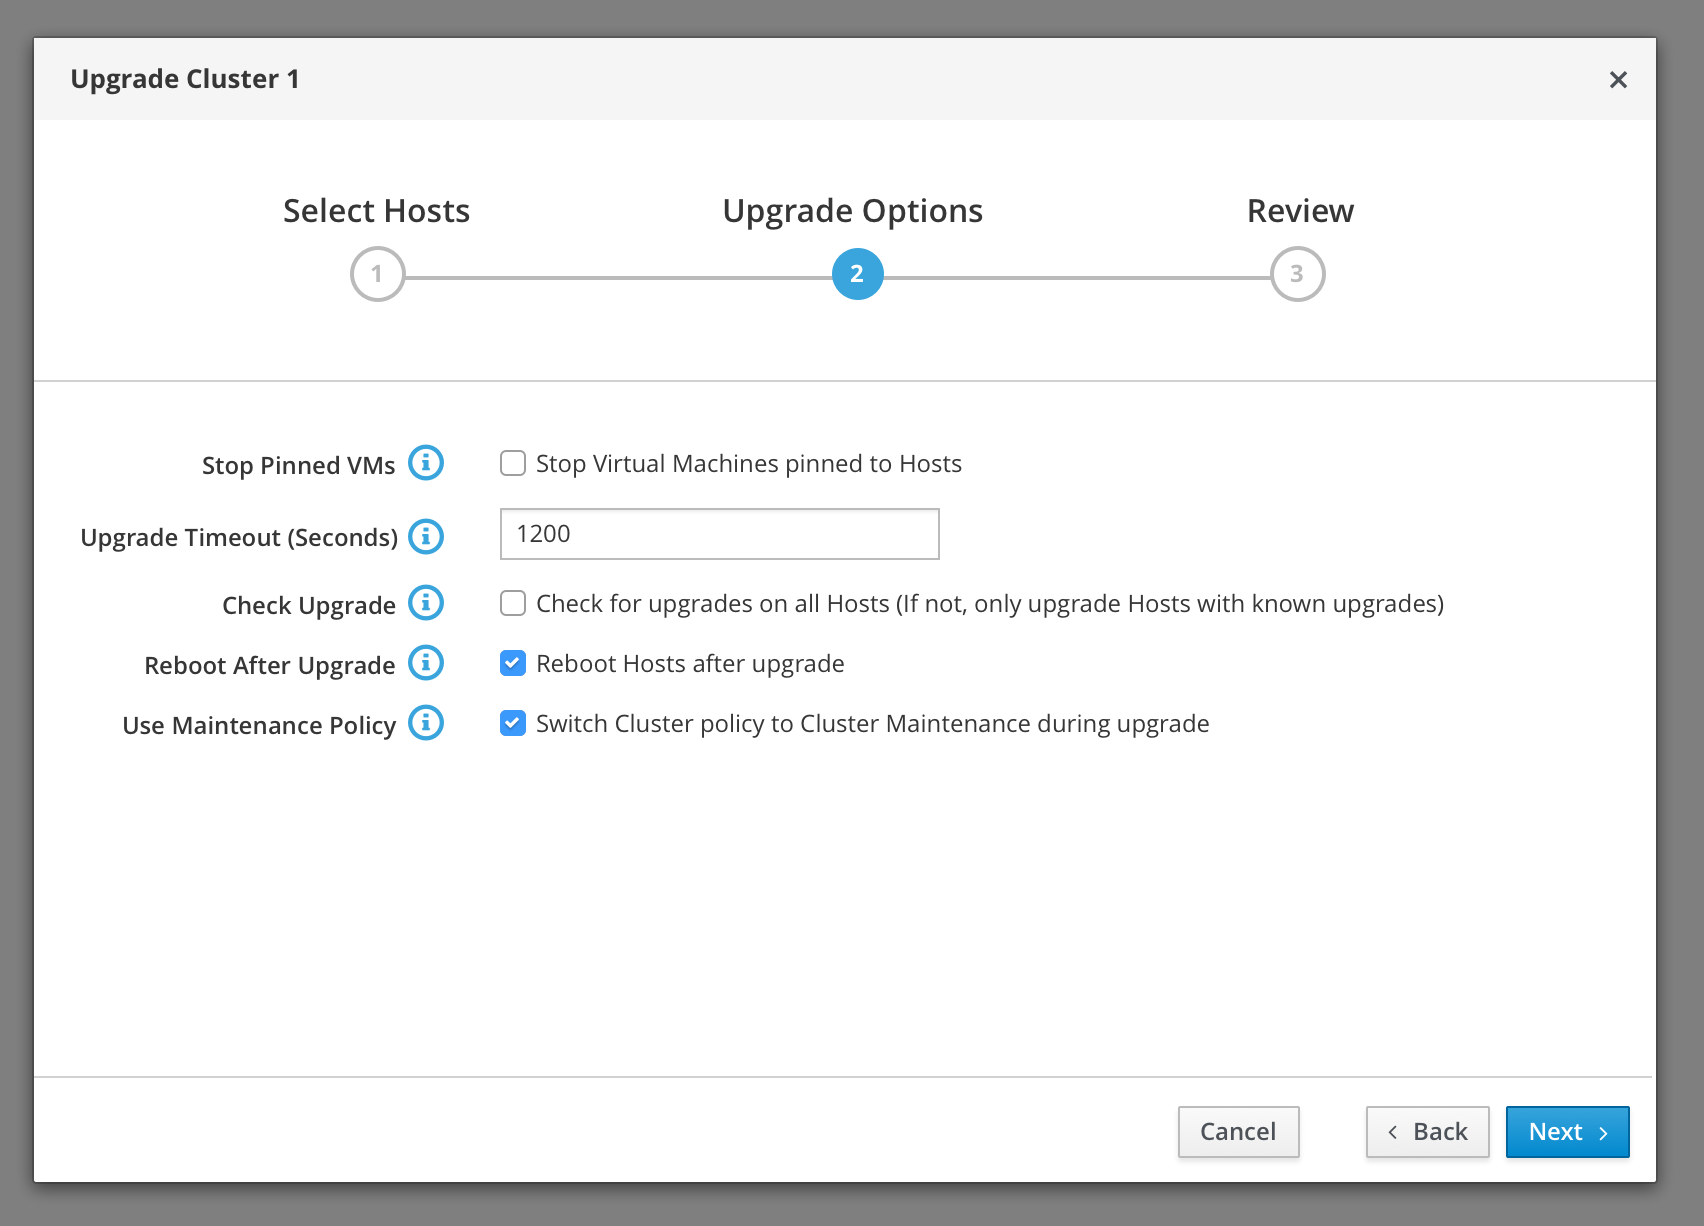 Upgrade Cluster 1
Select Hosts
Upgrade Options
Review
1
2
3
Stop Pinned VMs
Stop Virtual Machines pinned to Hosts
Upgrade Timeout (Seconds)
1200
Check Upgrade
Check for upgrades on all Hosts (If not, only upgrade Hosts with known upgrades)
Reboot After Upgrade
Reboot Hosts after upgrade
Use Maintenance Policy
Switch Cluster policy to Cluster Maintenance during upgrade
Cancel
Back
Next